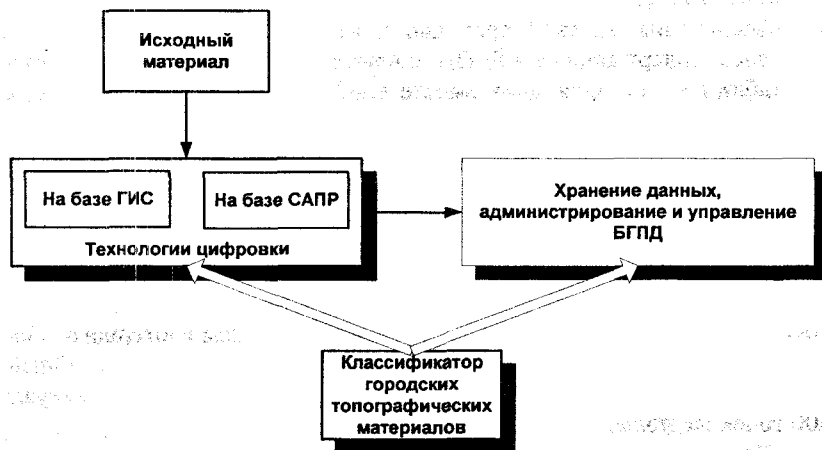 Исходный
материал
На базе ГИС
На базе САПР
Технологии цифровки
Хранение данных,
администрирование и управление
БГПД
Классификатор
городских
топографических
материалов